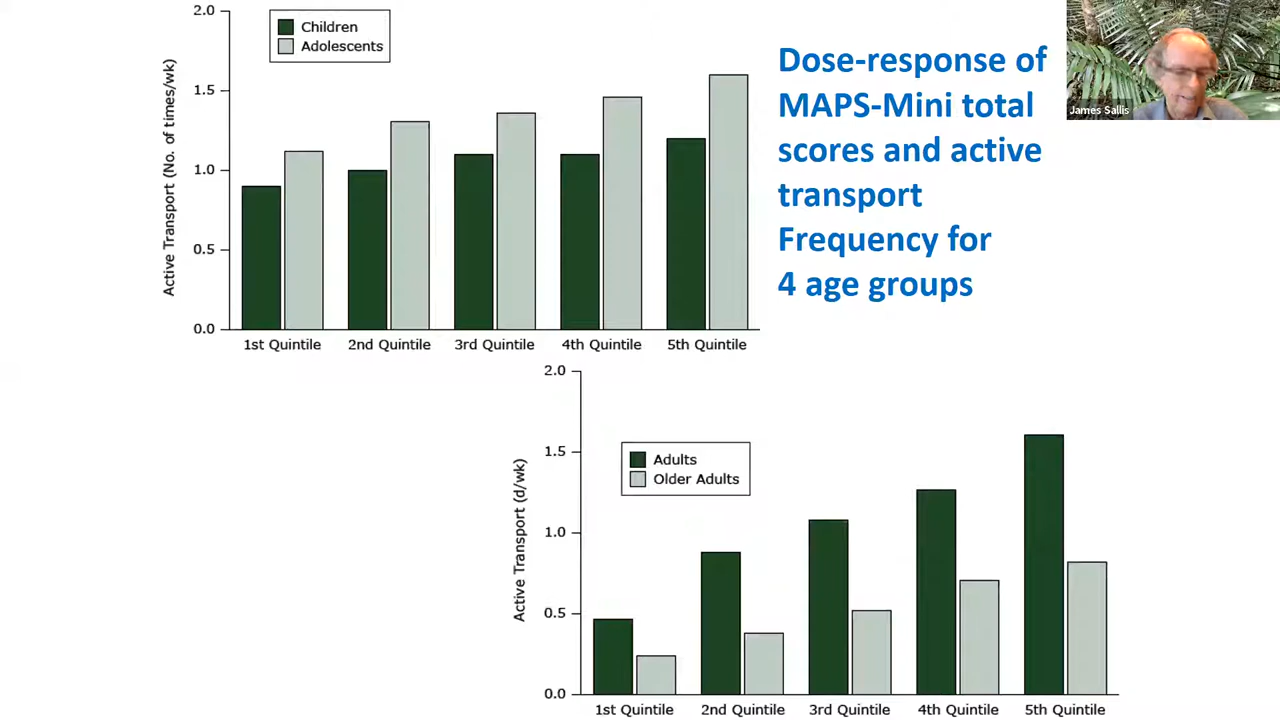 2.0
1.5
1.0
0.5
0.0
Active Transport (No. of times/wk)
Children
Adolescents
1st Quintile
2nd Quintile
3rd Quintile
4th Quintile
5th Quintile
Dose-response of
MAPS-Mini total
scores and active
transport
Frequency for
4 age groups
James Sallis
2.0
1.5
1.0
0.5
0.0
Active Transport (d/wk)
Adults
Older Adults
1st Quintile
2nd Quintile
3rd Quintile
4th Quintile
5th Quintile